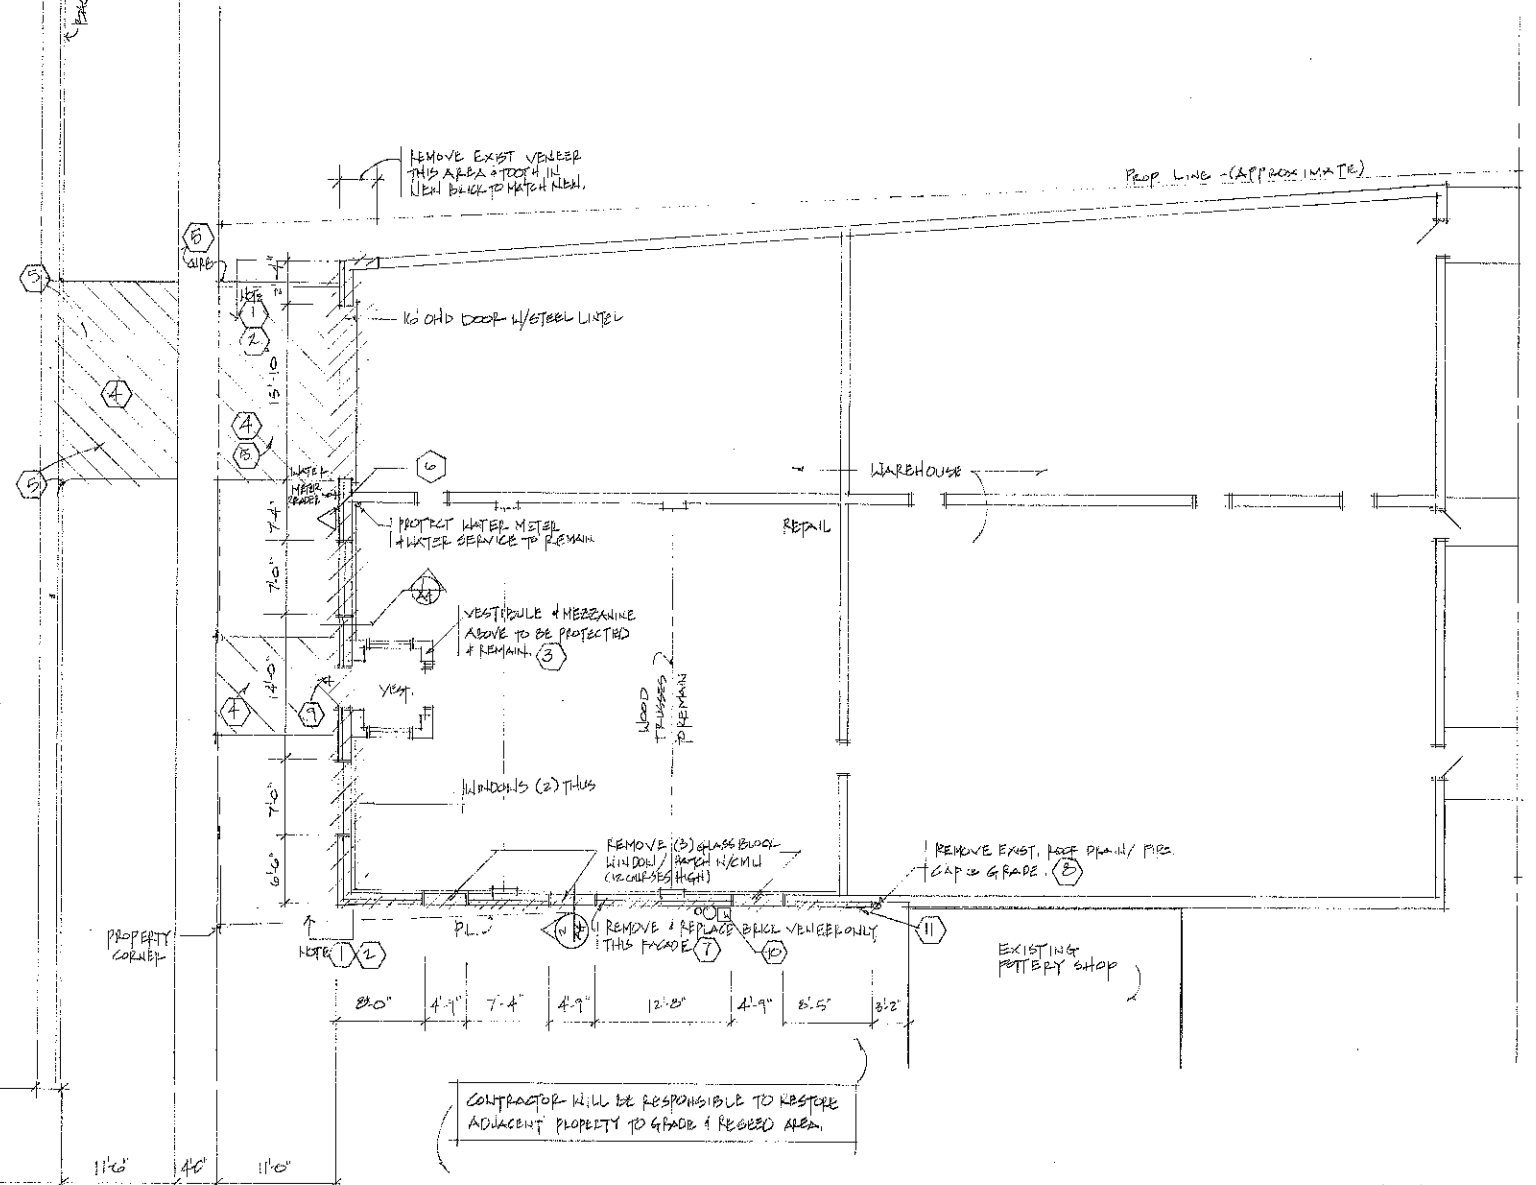 REMOVE EXIST VENEER
THIS AREA & TOOTH IN
NEW BRICK TO MATCH NEW.
PROP LINE - (APPROXIMATE)
5
CURB
5
NOTE
1
2
16' OHD DOOR W/STEEL LINTEL
2'-4"
15'-10
4
4
5
WATER
METER
6
WAREHOUSE
5
7'-4"
PROTECT WATER METER
& WATER SERVICE TO REMAIN
RETAIL
7'-0"
VESTIBULE & MEZZANINE
ABOVE TO BE PROTECTED
& REMAIN. 3
14'-0"
VEST.
WOOD
TRUSSES
TO REMAIN
4
9
WINDOWS (2) THUS
7'-0"
6'-6"
REMOVE (3) GLASS BLOCK
WINDOW / PATCH W/CMU
(12 COURSES HIGH)
REMOVE EXIST. ROOF DRAIN/ PIPE
CAP @ GRADE. 8
PROPERTY
CORNER
P.L.
NOTE 1 2
REMOVE & REPLACE BRICK VENEER ONLY
THIS FACADE 7
10
11
EXISTING
POTTERY SHOP
8'-0" 4'-9" 7'-4" 4'-9" 12'-8" 4'-9" 8'-5" 3'-2"
CONTRACTOR WILL BE RESPONSIBLE TO RESTORE
ADJACENT PROPERTY TO GRADE & RESEED AREA.
11'-6" 4'-0" 11'-0"